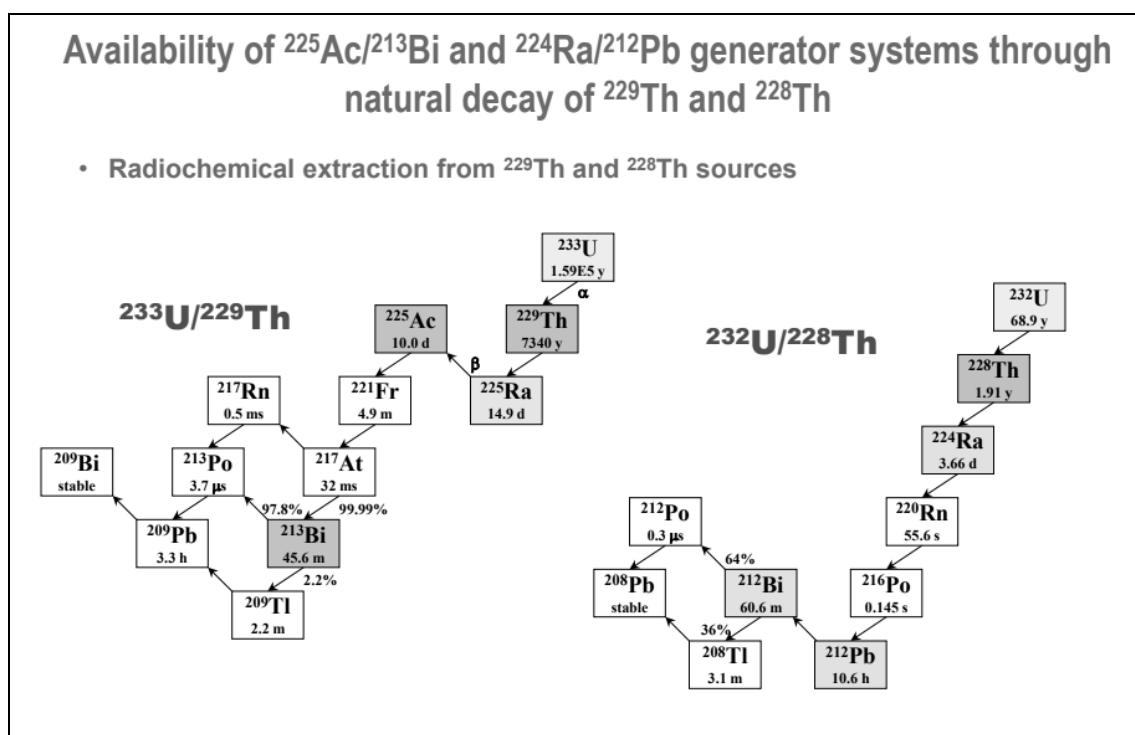 Availability of ²²⁵Ac/²¹³Bi and ²²⁴Ra/²¹²Pb generator systems through
natural decay of ²²⁹Th and ²²⁸Th
• Radiochemical extraction from ²²⁹Th and ²²⁸Th sources
²³³U/²²⁹Th
²³³U
1.59E5 y
α
²²⁹Th
7340 y
²²⁵Ra
14.9 d
β
²²⁵Ac
10.0 d
²²¹Fr
4.9 m
²¹⁷At
32 ms
²¹⁷Rn
0.5 ms
²¹³Po
3.7 μs
97.8%
99.99%
²¹³Bi
45.6 m
2.2%
²⁰⁹Tl
2.2 m
²⁰⁹Pb
3.3 h
²⁰⁹Bi
stable
²³²U/²²⁸Th
²³²U
68.9 y
²²⁸Th
1.91 y
²²⁴Ra
3.66 d
²²⁰Rn
55.6 s
²¹⁶Po
0.145 s
²¹²Pb
10.6 h
²¹²Bi
60.6 m
64%
²¹²Po
0.3 μs
36%
²⁰⁸Tl
3.1 m
²⁰⁸Pb
stable